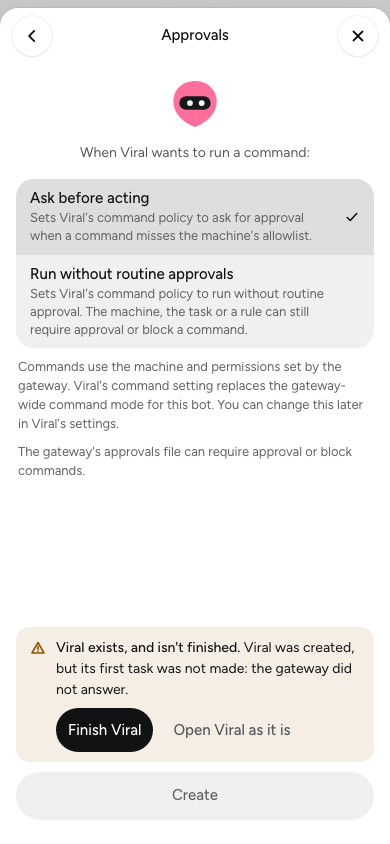 Approvals
When Viral wants to run a command:
Ask before acting
Sets Viral's command policy to ask for approval
when a command misses the machine's allowlist.
Run without routine approvals
Sets Viral's command policy to run without routine
approval. The machine, the task or a rule can still
require approval or block a command.
Commands use the machine and permissions set by the
gateway. Viral's command setting replaces the gateway-
wide command mode for this bot. You can change this later
in Viral's settings.
The gateway's approvals file can require approval or block
commands.
Viral exists, and isn't finished. Viral was created,
but its first task was not made: the gateway did
not answer.
Finish Viral
Open Viral as it is
Create